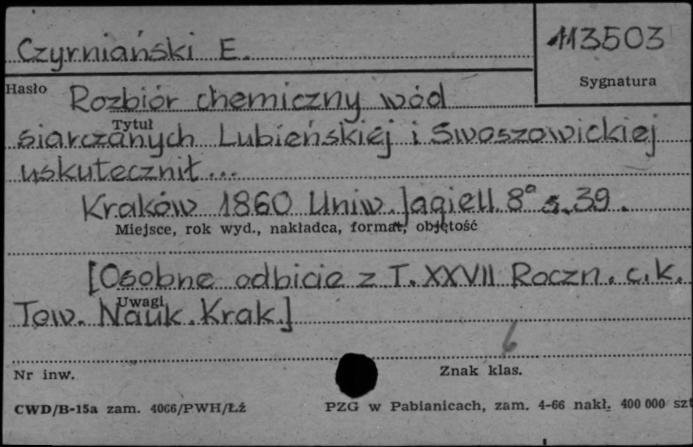 Czyrniański E.
113503
Sygnatura
Hasło
Rozbiór chemiczny wód
Tytuł
siarczanych Lubieńskiéj i Swoszowickiej
uskutecznił...
Kraków 1860 Uniw. Jagiell. 8° s. 39.
Miejsce, rok wyd., nakładca, format, objętość
[Osobne odbicie z T. XXVII Roczn. c. k.
Uwagi
Tow. Nauk. Krak.]
6
Nr inw.
Znak klas.
CWD/B-15a zam. 4066/PWH/Łź
PZG w Pabianicach, zam. 4-66 nakł. 400 000 szt